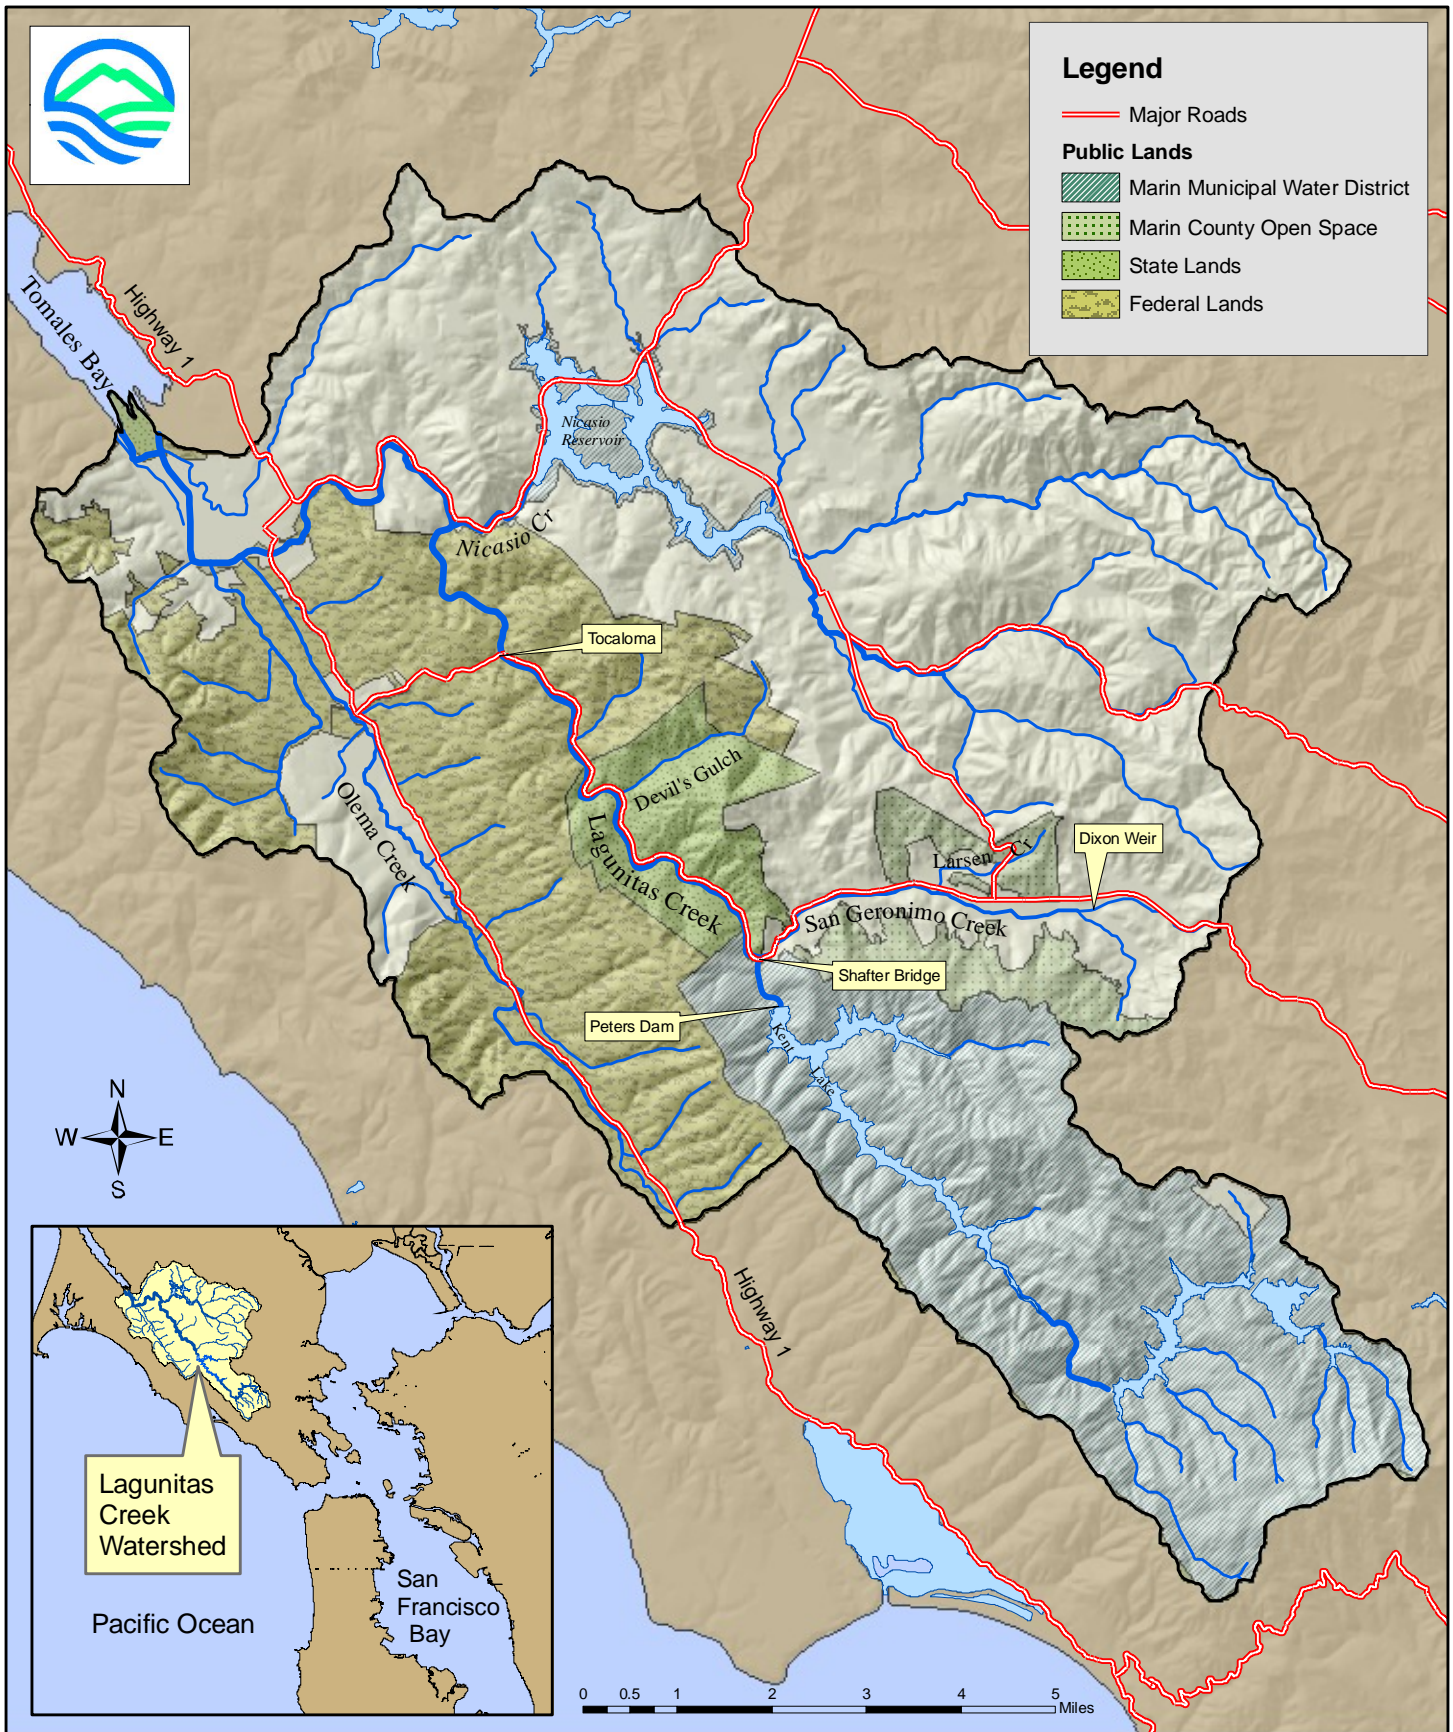 Legend
Major Roads
Public Lands
Marin Municipal Water District
Marin County Open Space
State Lands
Federal Lands
Tomales Bay
Highway 1
Nicasio
Reservoir
Nicasio Cr
Tocaloma
Devil's Gulch
Olema Creek
Lagunitas Creek
Larsen Cr
Dixon Weir
San Geronimo Creek
Shafter Bridge
Peters Dam
Kent Lake
N
W E
S
Highway 1
Lagunitas
Creek
Watershed
Pacific Ocean
San
Francisco
Bay
0 0.5 1 2 3 4 5
Miles